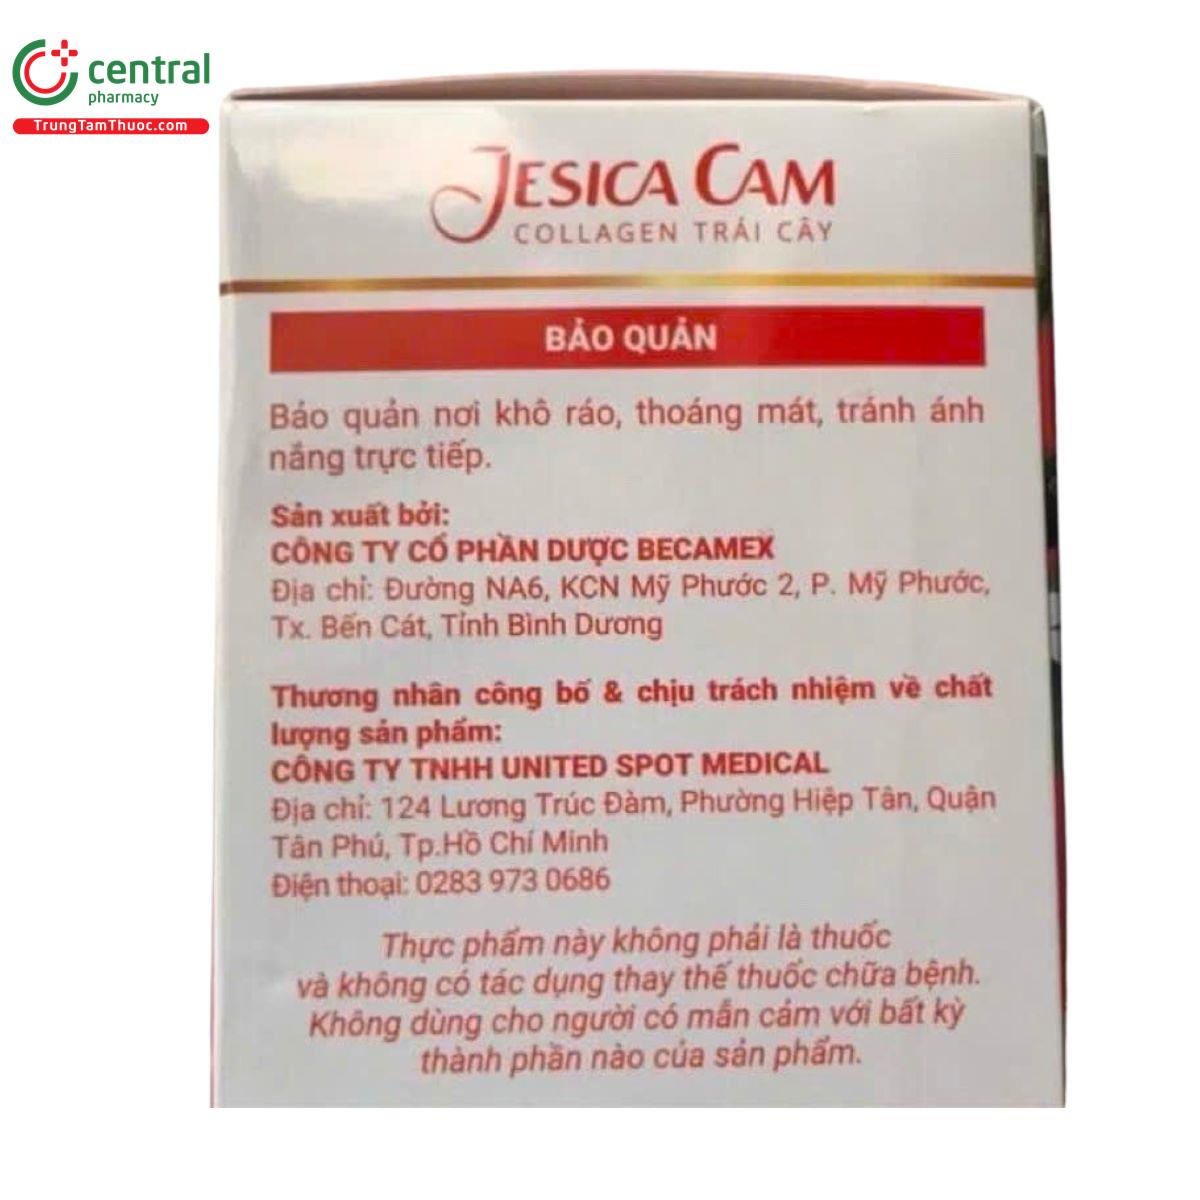 central
pharmacy
TrungTamThuoc.com
JESICA CAM
COLLAGEN TRÁI CÂY
BẢO QUẢN
Bảo quản nơi khô ráo, thoáng mát, tránh ánh
nắng trực tiếp.
Sản xuất bởi:
CÔNG TY CỔ PHẦN DƯỢC BECAMEX
Địa chỉ: Đường NA6, KCN Mỹ Phước 2, P. Mỹ Phước,
Tx. Bến Cát, Tỉnh Bình Dương
Thương nhân công bố & chịu trách nhiệm về chất
lượng sản phẩm:
CÔNG TY TNHH UNITED SPOT MEDICAL
Địa chỉ: 124 Lương Trúc Đàm, Phường Hiệp Tân, Quận
Tân Phú, Tp.Hồ Chí Minh
Điện thoại: 0283 973 0686
Thực phẩm này không phải là thuốc
và không có tác dụng thay thế thuốc chữa bệnh.
Không dùng cho người có mẫn cảm với bất kỳ
thành phần nào của sản phẩm.